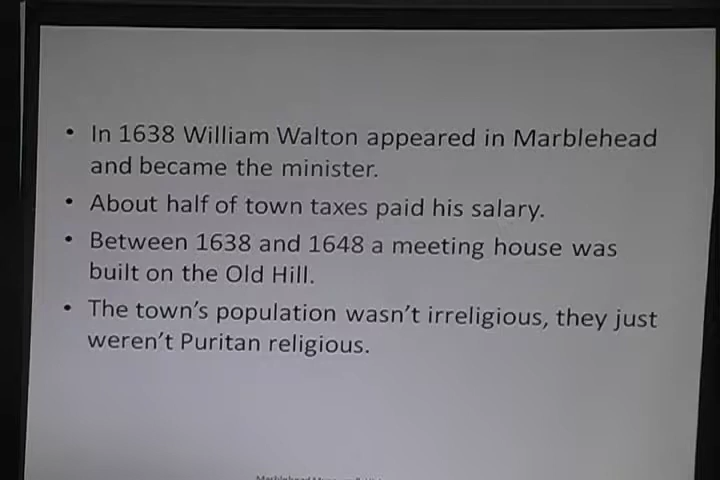 • In 1638 William Walton appeared in Marblehead
and became the minister.
• About half of town taxes paid his salary.
• Between 1638 and 1648 a meeting house was
built on the Old Hill.
• The town's population wasn't irreligious, they just
weren't Puritan religious.